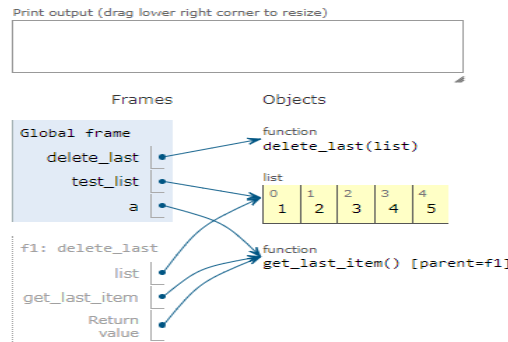 Print output (drag lower right corner to resize)
Frames
Objects
Global frame
delete_last
test_list
a
function
delete_last(list)
list
0 1 2 3 4
1 2 3 4 5
function
get_last_item() [parent=f1]
f1: delete_last
list
get_last_item
Return
value